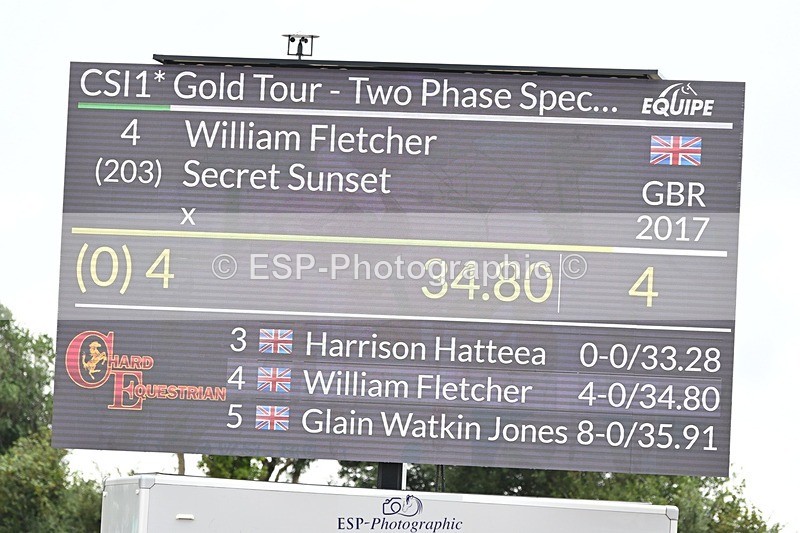 CSI1* Gold Tour - Two Phase Spec...
EQUIPE
4 William Fletcher
(203) Secret Sunset GBR
x 2017
(0) 4 34.80 4
© ESP-Photographic ©
3 Harrison Hatteea 0-0/33.28
4 William Fletcher 4-0/34.80
5 Glain Watkin Jones 8-0/35.91
CHARD
EQUESTRIAN
ESP-Photographic